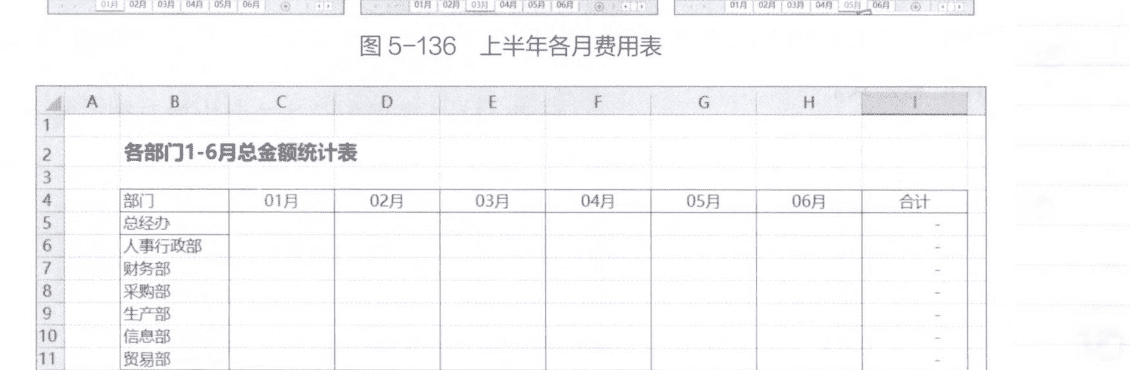 01月 02月 03月 04月 05月 06月
01月 02月 03月 04月 05月 06月
01月 02月 03月 04月 05月 06月
图 5-136 上半年各月费用表
A B C D E F G H I
1
2 各部门1-6月总金额统计表
3
4 部门 01月 02月 03月 04月 05月 06月 合计
5 总经办 -
6 人事行政部 -
7 财务部 -
8 采购部 -
9 生产部 -
10 信息部 -
11 贸易部 -